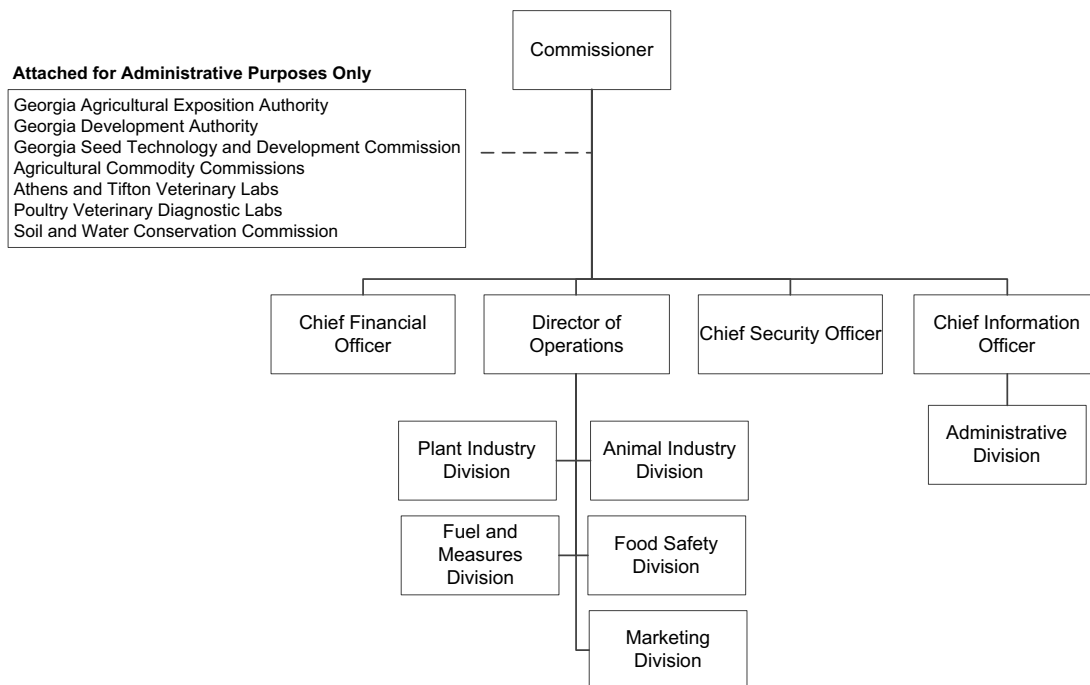 Commissioner
Attached for Administrative Purposes Only
Georgia Agricultural Exposition Authority
Georgia Development Authority
Georgia Seed Technology and Development Commission
Agricultural Commodity Commissions
Athens and Tifton Veterinary Labs
Poultry Veterinary Diagnostic Labs
Soil and Water Conservation Commission
Chief Financial
Officer
Director of
Operations
Chief Security Officer
Chief Information
Officer
Administrative
Division
Plant Industry
Division
Animal Industry
Division
Fuel and
Measures
Division
Food Safety
Division
Marketing
Division